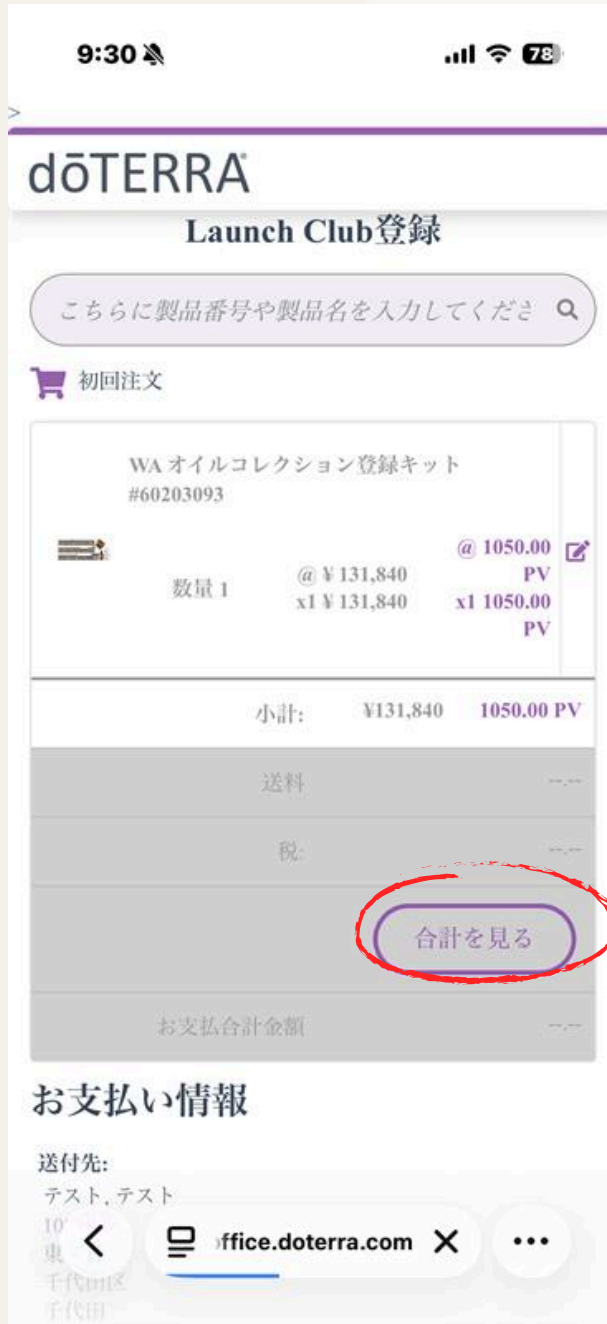 9:30
78
>
dōTERRA
Launch Club登録
こちらに製品番号や製品名を入力してくださ
初回注文
WA オイルコレクション登録キット
#60203093
数量 1
@ ¥ 131,840
x1 ¥ 131,840
@ 1050.00
PV
x1 1050.00
PV
小計: ¥131,840 1050.00 PV
送料 --.--
税: --.--
合計を見る
お支払合計金額 --.--
お支払い情報
送付先:
テスト, テスト
10
東
ffice.doterra.com
千代田区
千代田